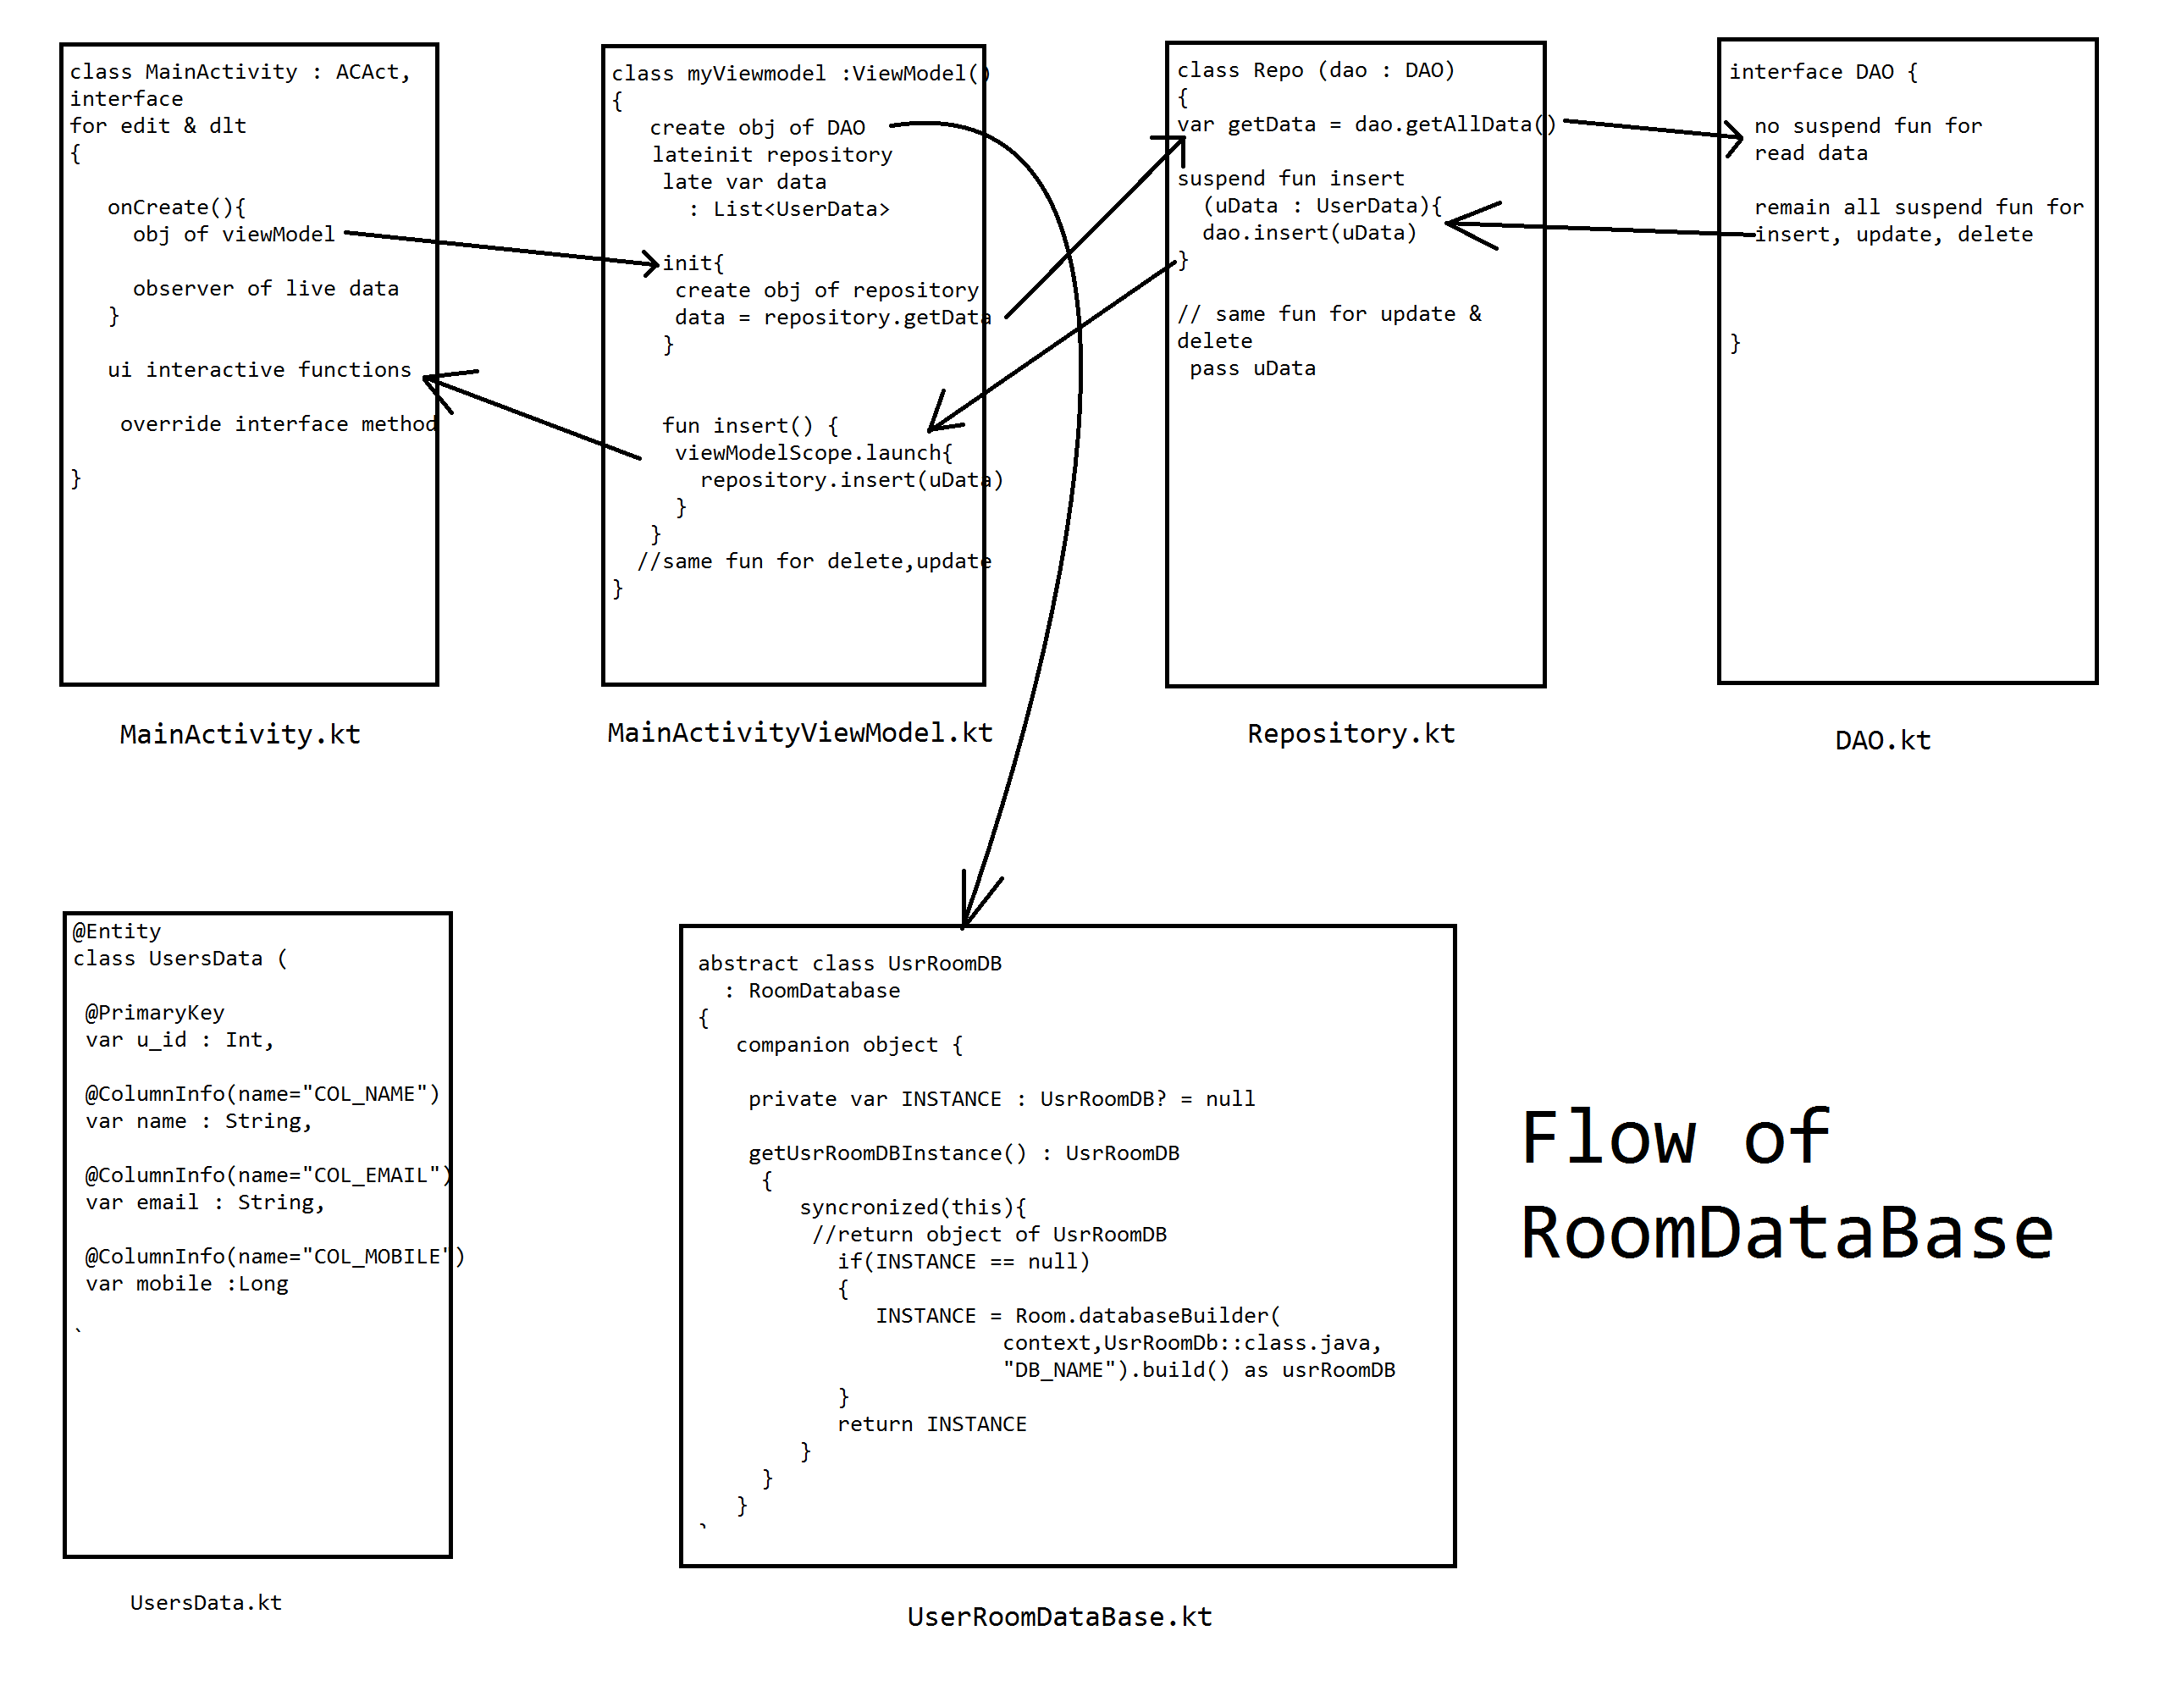 class MainActivity : ACAct,
interface
for edit & dlt
{
onCreate(){
obj of viewModel
observer of live data
}
ui interactive functions
override interface method
}
MainActivity.kt
class myViewmodel :ViewModel()
{
create obj of DAO
lateinit repository
late var data
: List<UserData>
init{
create obj of repository
data = repository.getData
}
fun insert() {
viewModelScope.launch{
repository.insert(uData)
}
}
//same fun for delete,update
}
MainActivityViewModel.kt
class Repo (dao : DAO)
{
var getData = dao.getAllData()
suspend fun insert
(uData : UserData){
dao.insert(uData)
}
// same fun for update &
delete
pass uData
Repository.kt
interface DAO {
no suspend fun for
read data
remain all suspend fun for
insert, update, delete
}
DAO.kt
@Entity
class UsersData (
@PrimaryKey
var u_id : Int,
@ColumnInfo(name="COL_NAME")
var name : String,
@ColumnInfo(name="COL_EMAIL")
var email : String,
@ColumnInfo(name="COL_MOBILE")
var mobile :Long
UsersData.kt
abstract class UsrRoomDB
: RoomDatabase
{
companion object {
private var INSTANCE : UsrRoomDB? = null
getUsrRoomDBInstance() : UsrRoomDB
{
syncronized(this){
//return object of UsrRoomDB
if(INSTANCE == null)
{
INSTANCE = Room.databaseBuilder(
context,UsrRoomDb::class.java,
"DB_NAME").build() as usrRoomDB
}
return INSTANCE
}
}
}
UserRoomDataBase.kt
Flow of
RoomDataBase